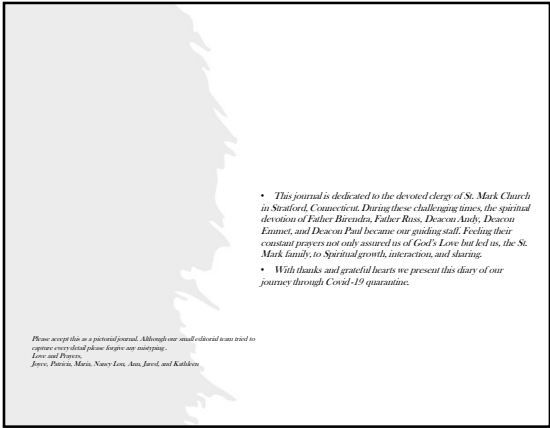 • This journal is dedicated to the devoted clergy of St. Mark Church
in Stratford, Connecticut. During these challenging times, the spiritual
devotion of Father Birendra, Father Russ, Deacon Andy, Deacon
Emmet, and Deacon Paul became our guiding staff. Feeling their
constant prayers not only assured us of God's Love but led us, the St.
Mark family, to Spiritual growth, interaction, and sharing.
• With thanks and grateful hearts we present this diary of our
journey through Covid-19 quarantine.
Please accept this as a pictorial journal. Although our small editorial team tried to
capture every detail please forgive any mistyping.
Love and Prayers,
Joyce, Patricia, Maria, Nancy Lou, Ann, Jared, and Kathleen